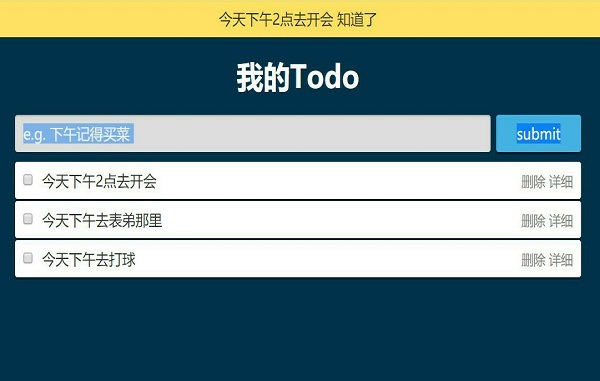 今天下午2点去开会 知道了
我的Todo
e.g. 下午记得买菜 submit
今天下午2点去开会 删除 详细
今天下午去表弟那里 删除 详细
今天下午去打球 删除 详细